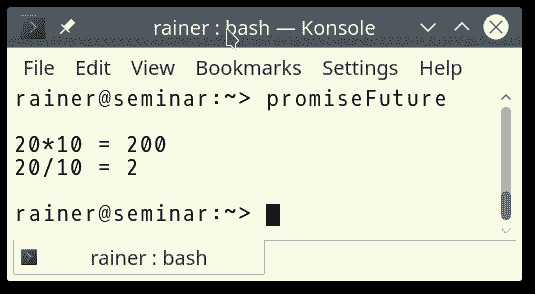 rainer : bash — Konsole
File Edit View Bookmarks Settings Help
rainer@seminar:~> promiseFuture
20*10 = 200
20/10 = 2
rainer@seminar:~>
rainer : bash